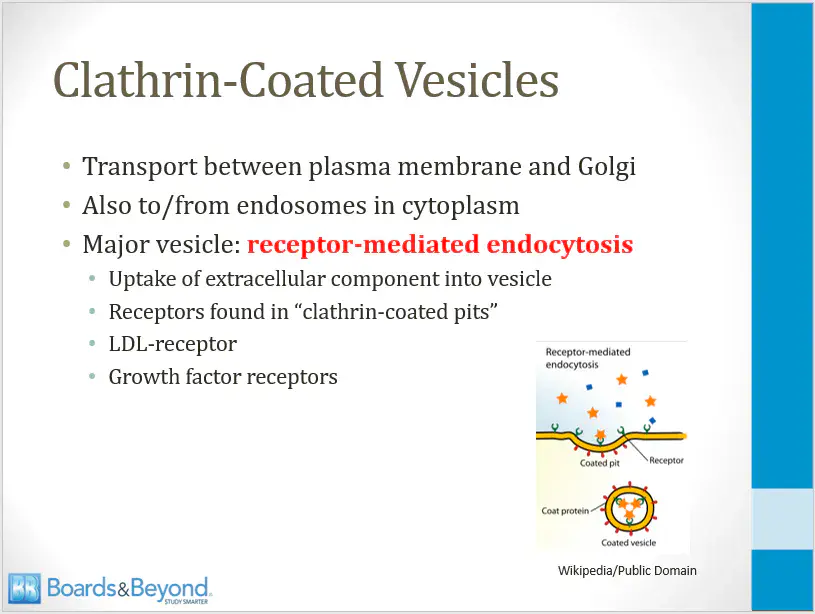 Clathrin-Coated Vesicles
• Transport between plasma membrane and Golgi
• Also to/from endosomes in cytoplasm
• Major vesicle: receptor-mediated endocytosis
• Uptake of extracellular component into vesicle
• Receptors found in “clathrin-coated pits”
• LDL-receptor
• Growth factor receptors
Receptor-mediated
endocytosis
Coated pit
Receptor
Coat protein
Coated vesicle
Wikipedia/Public Domain
BB Boards&Beyond.
STUDY SMARTER